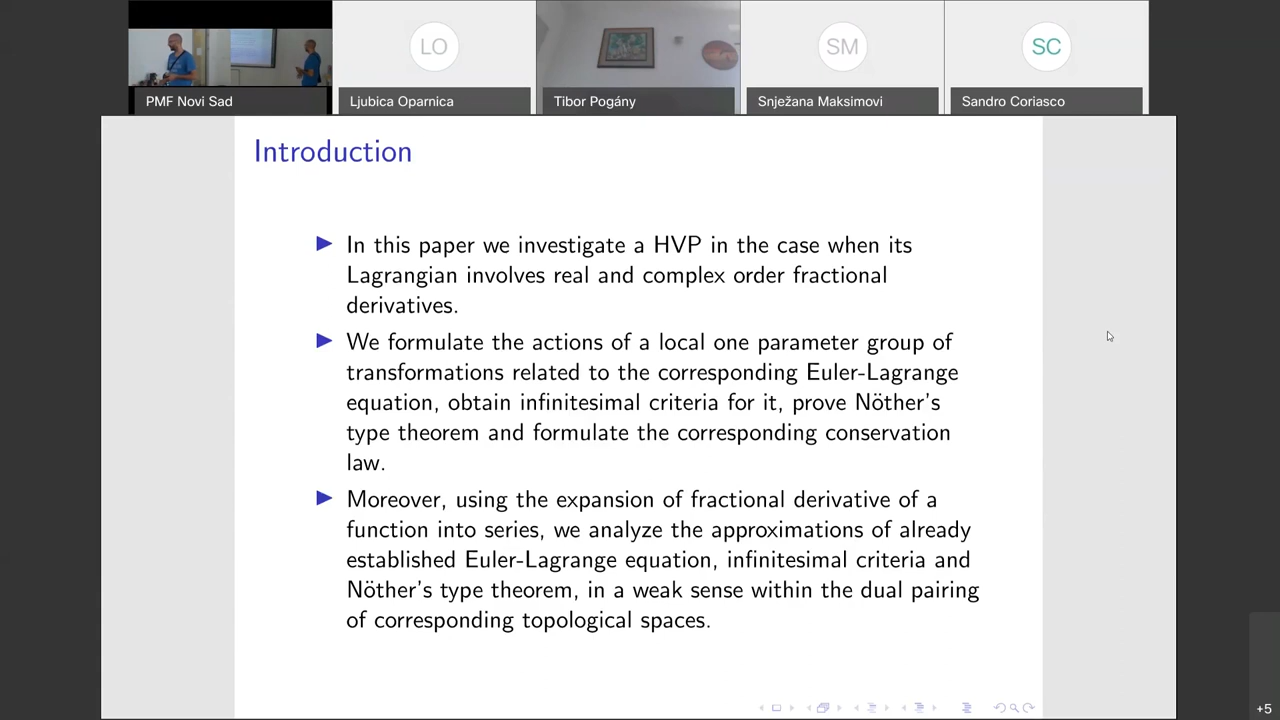 LO
SM
SC
PMF Novi Sad
Ljubica Oparnica
Tibor Pogány
Snježana Maksimovi
Sandro Coriasco
Introduction
In this paper we investigate a HVP in the case when its
Lagrangian involves real and complex order fractional
derivatives.
We formulate the actions of a local one parameter group of
transformations related to the corresponding Euler-Lagrange
equation, obtain infinitesimal criteria for it, prove Nöther's
type theorem and formulate the corresponding conservation
law.
Moreover, using the expansion of fractional derivative of a
function into series, we analyze the approximations of already
established Euler-Lagrange equation, infinitesimal criteria and
Nöther's type theorem, in a weak sense within the dual pairing
of corresponding topological spaces.
+5